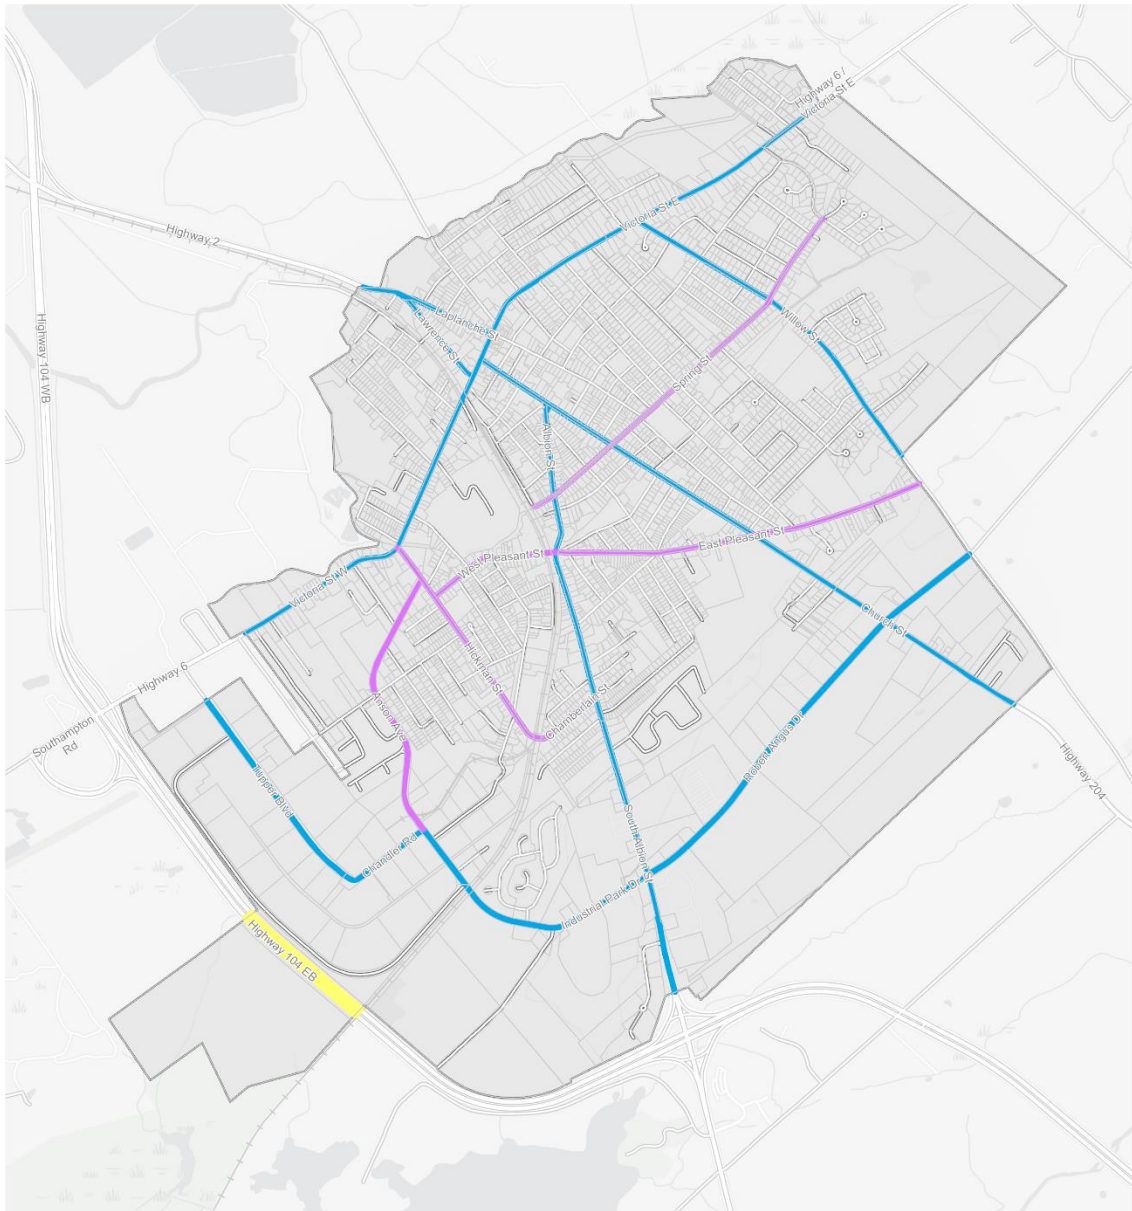 Highway 6 /
Victoria St E
Victoria St E
Highway 2
Laplanche St
Lawrence St
Willow St
Highway 104 WB
Spring St
Albion St
East Pleasant St
West Pleasant St
Victoria St W
Church St
Hickman St
Highway 6
Anson Ave
Chamberlain St
Southampton
Rd
Robert Angus Dr
Highway 204
Tupper Blvd
South Albion St
Chandler Rd
Industrial Park Dr
Highway 104 EB